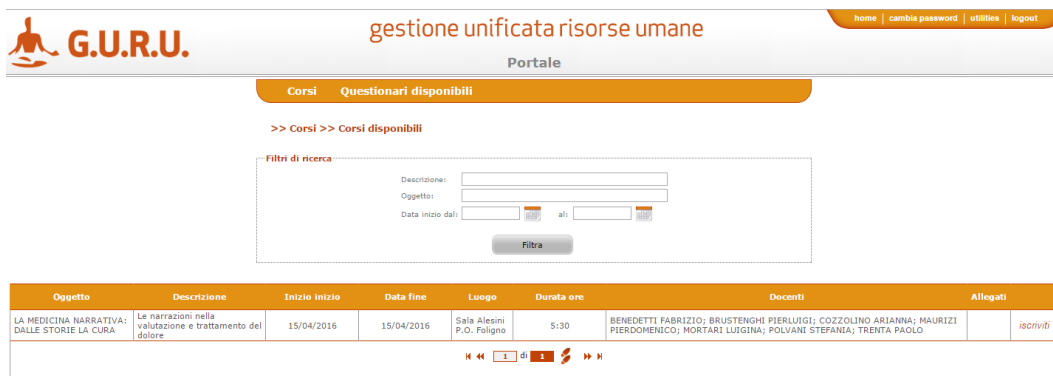 G.U.R.U.
gestione unificata risorse umane
Portale
home | cambia password | utilities | logout
Corsi Questionari disponibili
>> Corsi >> Corsi disponibili
Filtri di ricerca
Descrizione:
Oggetto:
Data inizio dal: al:
Filtra
Oggetto Descrizione Inizio inizio Data fine Luogo Durata ore Docenti Allegati
LA MEDICINA NARRATIVA:
DALLE STORIE LA CURA
Le narrazioni nella
valutazione e trattamento del
dolore
15/04/2016
15/04/2016
Sala Alesini
P.O. Foligno
5:30
BENEDETTI FABRIZIO; BRUSTENGHI PIERLUIGI; COZZOLINO ARIANNA; MAURIZI
PIERDOMENICO; MORTARI LUIGINA; POLVANI STEFANIA; TRENTA PAOLO
iscriviti
1 di 1